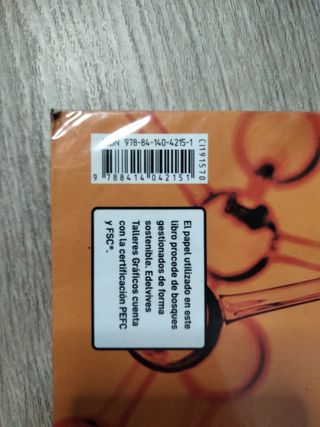 ISBN 978-84-140-4215-1
9 788414 042151
CI191570
El papel utilizado en este
libro procede de bosques
gestionados de forma
sostenible. Edelvives
Talleres Gráficos cuenta
con la certificación PEFC
y FSC®.